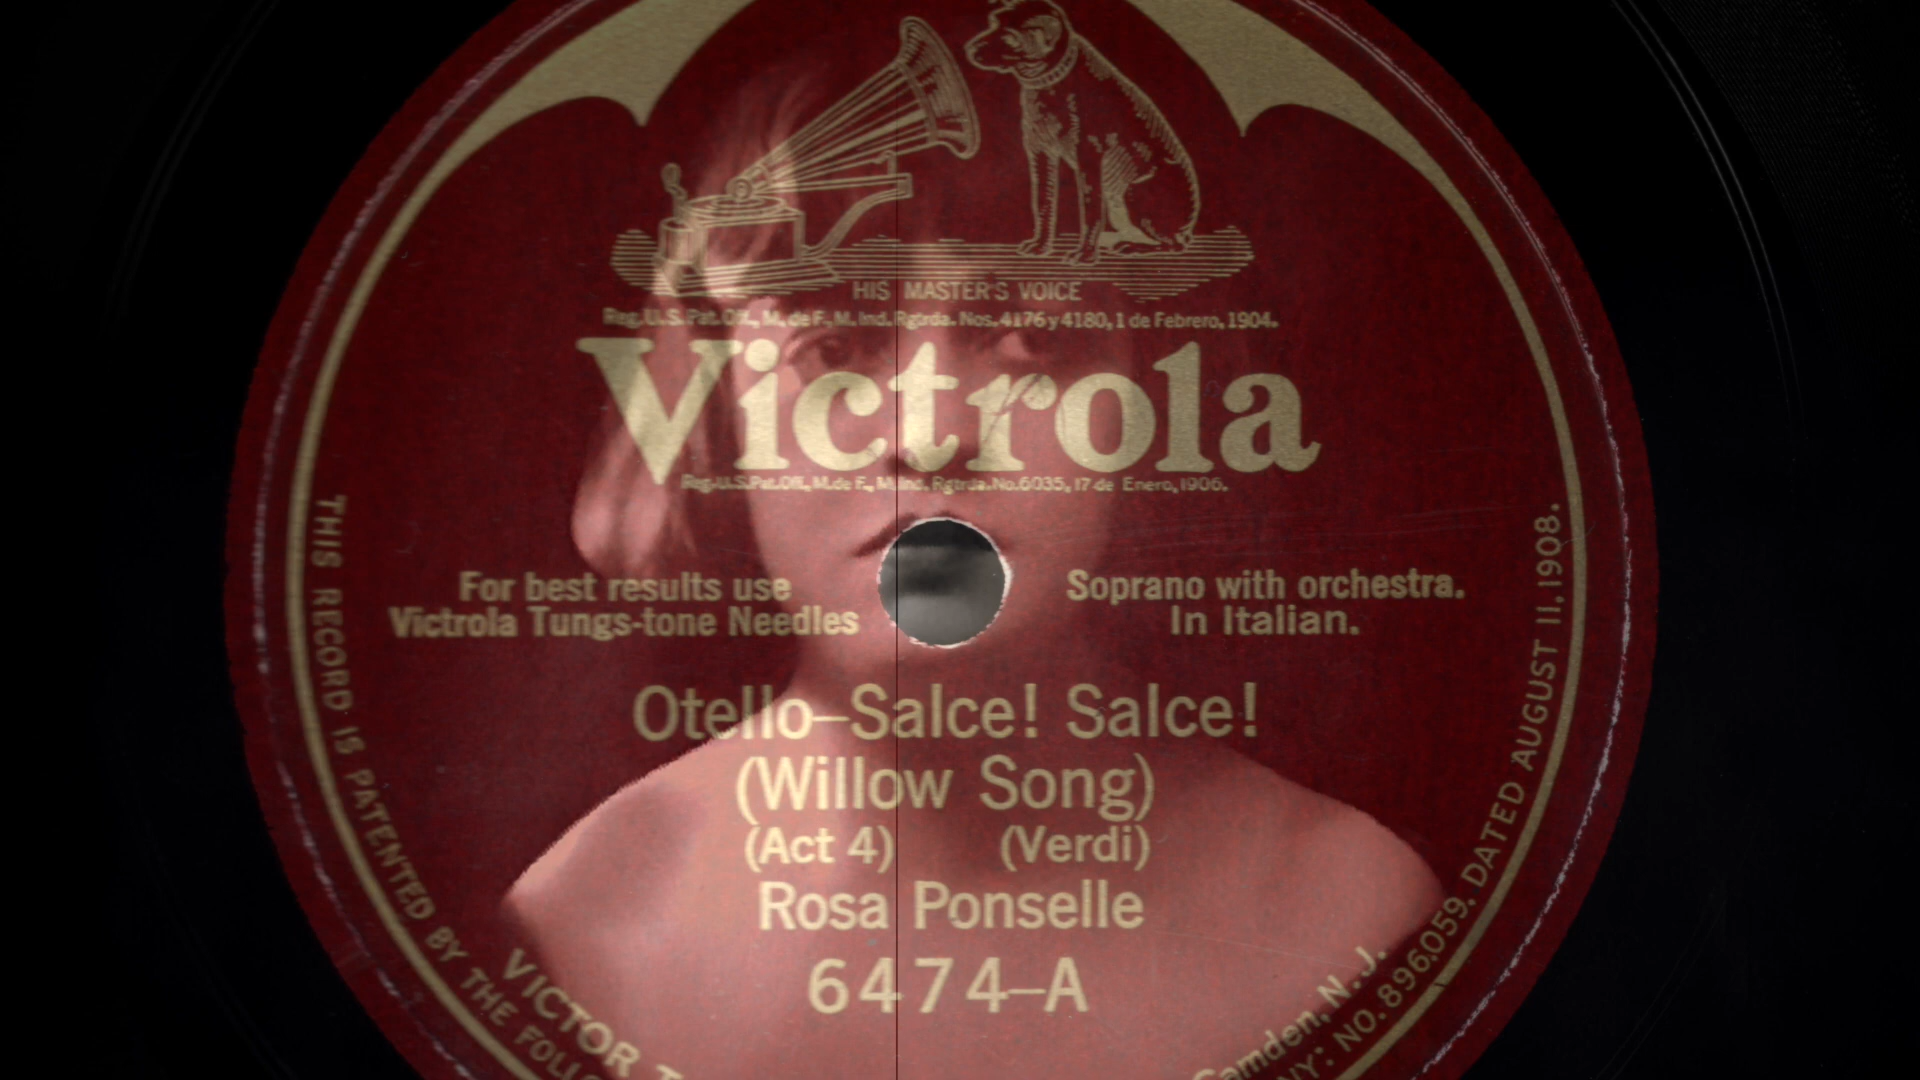 HIS MASTER'S VOICE
Reg. U.S. Pat. Off., M. de F., M. Ind. Rgtrda. Nos. 4176 y 4180, 1 de Febrero, 1904.
Victrola
Reg. U.S. Pat. Off., M. de F., M. Ind. Rgtrda. No. 6035, 17 de Enero, 1906.
For best results use
Victrola Tungs-tone Needles
Soprano with orchestra.
In Italian.
Otello–Salce! Salce!
(Willow Song)
(Act 4) (Verdi)
Rosa Ponselle
6474–A
THIS RECORD IS PATENTED BY THE
VICTOR
Camden, N. J.
NO. 896,059. DATED AUGUST 11, 1908.